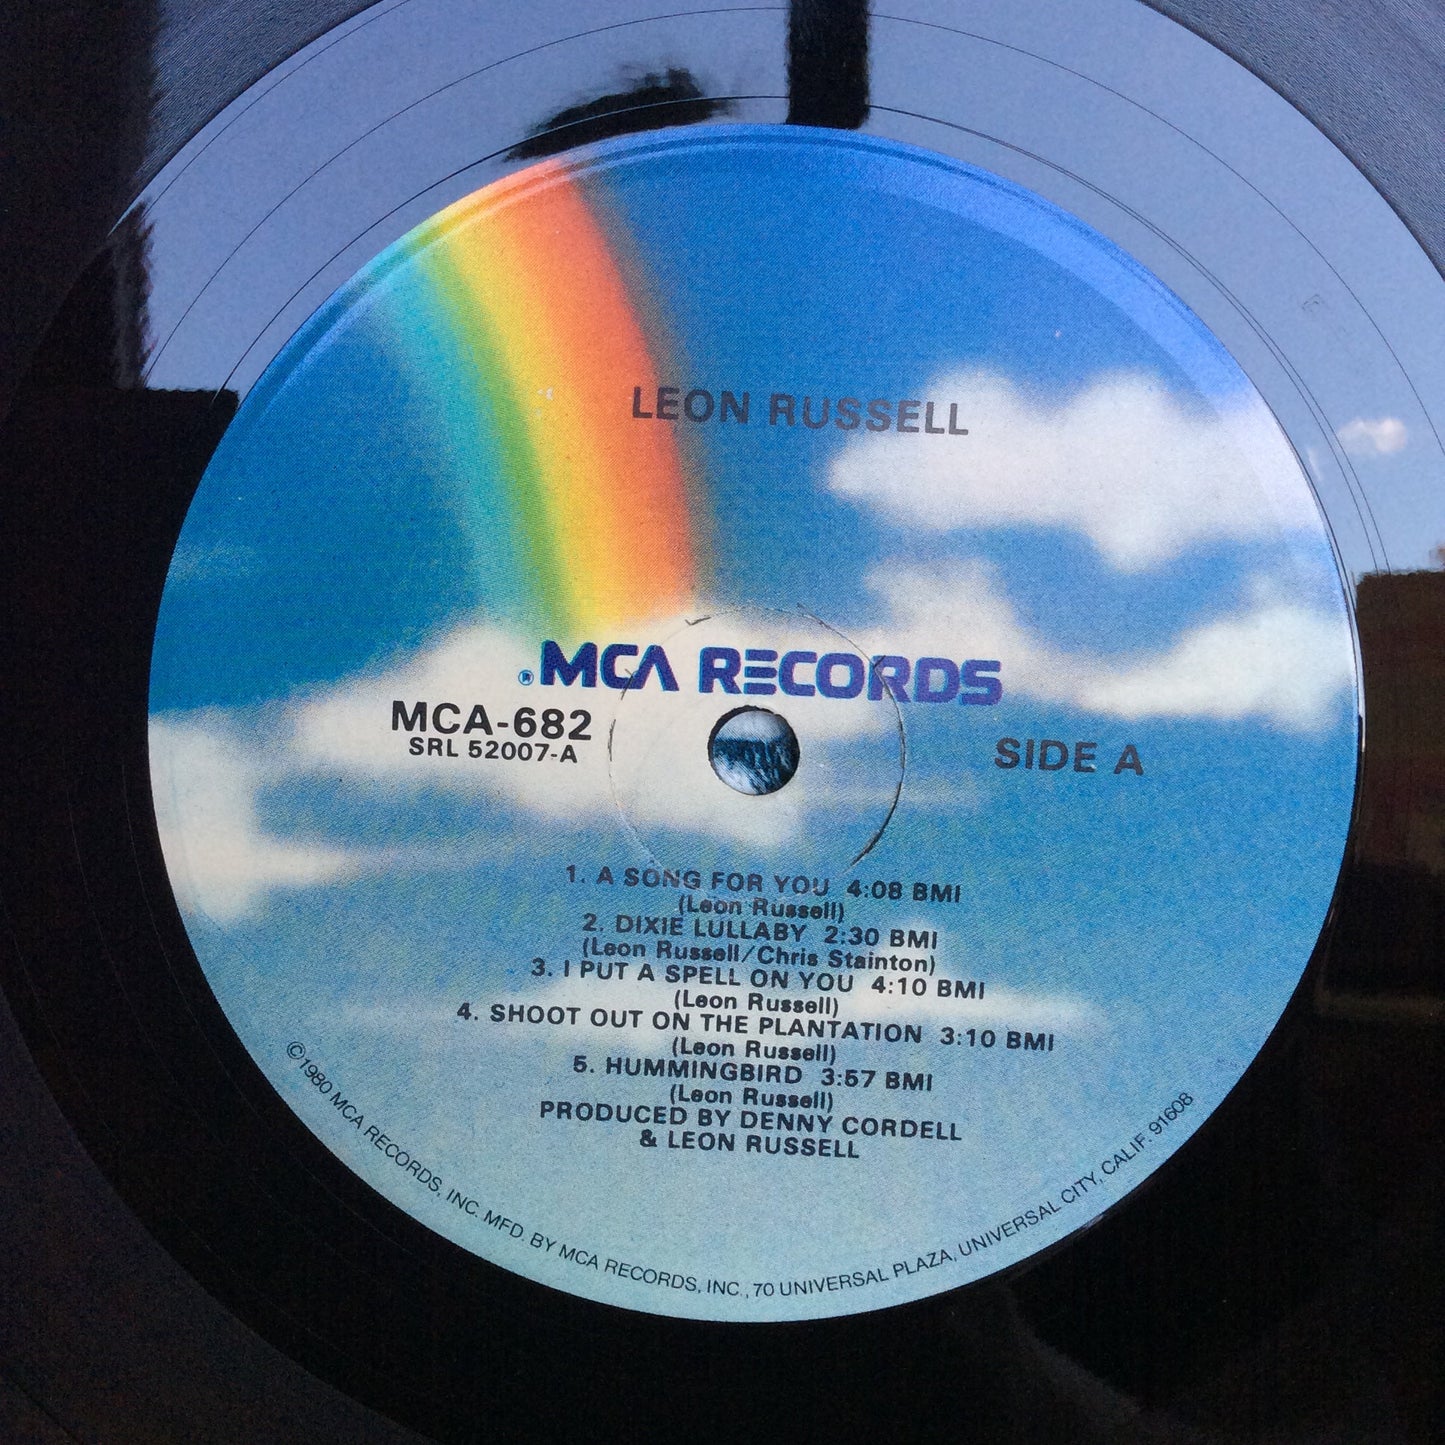 LEON RUSSELL
® MCA RECORDS
MCA-682
SRL 52007-A
SIDE A
1. A SONG FOR YOU 4:08 BMI
(Leon Russell)
2. DIXIE LULLABY 2:30 BMI
(Leon Russell/Chris Stainton)
3. I PUT A SPELL ON YOU 4:10 BMI
(Leon Russell)
4. SHOOT OUT ON THE PLANTATION 3:10 BMI
(Leon Russell)
5. HUMMINGBIRD 3:57 BMI
(Leon Russell)
PRODUCED BY DENNY CORDELL
& LEON RUSSELL
©1980 MCA RECORDS, INC. MFD. BY MCA RECORDS, INC., 70 UNIVERSAL PLAZA, UNIVERSAL CITY, CALIF. 91608